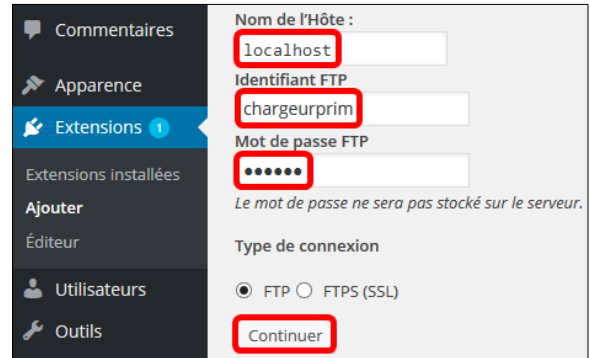 Commentaires
Apparence
Extensions 1
Extensions installées
Ajouter
Éditeur
Utilisateurs
Outils
Nom de l'Hôte :
localhost
Identifiant FTP
chargeurprim
Mot de passe FTP
••••••
Le mot de passe ne sera pas stocké sur le serveur.
Type de connexion
FTP FTPS (SSL)
Continuer